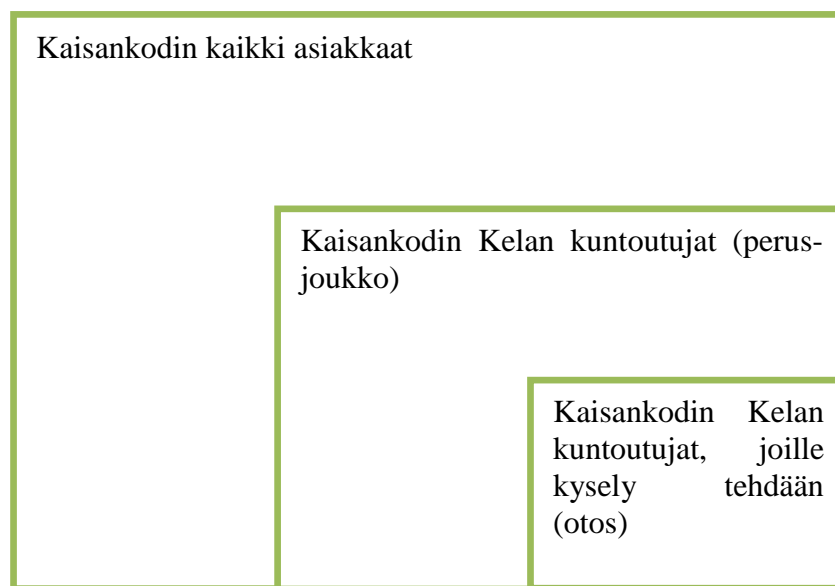 Kaisankodin kaikki asiakkaat
Kaisankodin Kelan kuntoutujat (perus-
joukko)
Kaisankodin Kelan
kuntoutujat, joille
kysely tehdään
(otos)